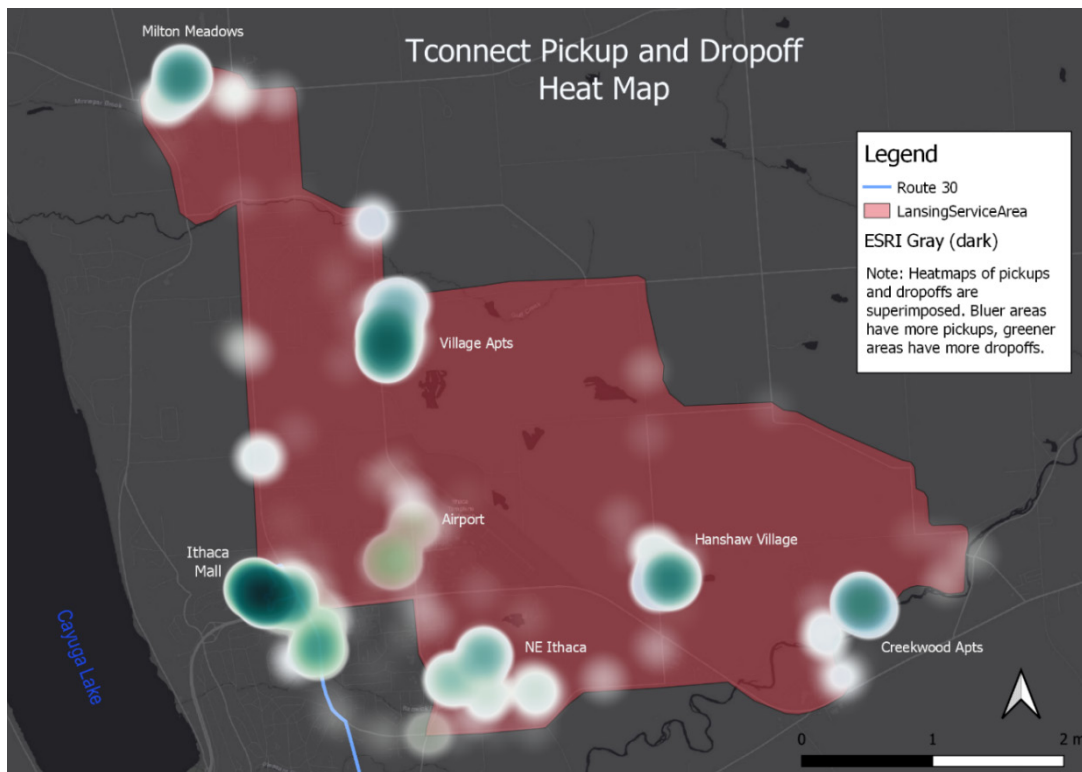 Milton Meadows
Tconnect Pickup and Dropoff
Heat Map
Legend
Route 30
LansingServiceArea
ESRI Gray (dark)
Note: Heatmaps of pickups
and dropoffs are
superimposed. Bluer areas
have more pickups, greener
areas have more dropoffs.
Village Apts
Airport
Ithaca
Mall
Hanshaw Village
NE Ithaca
Creekwood Apts
Cayuga Lake
0 1 2 m